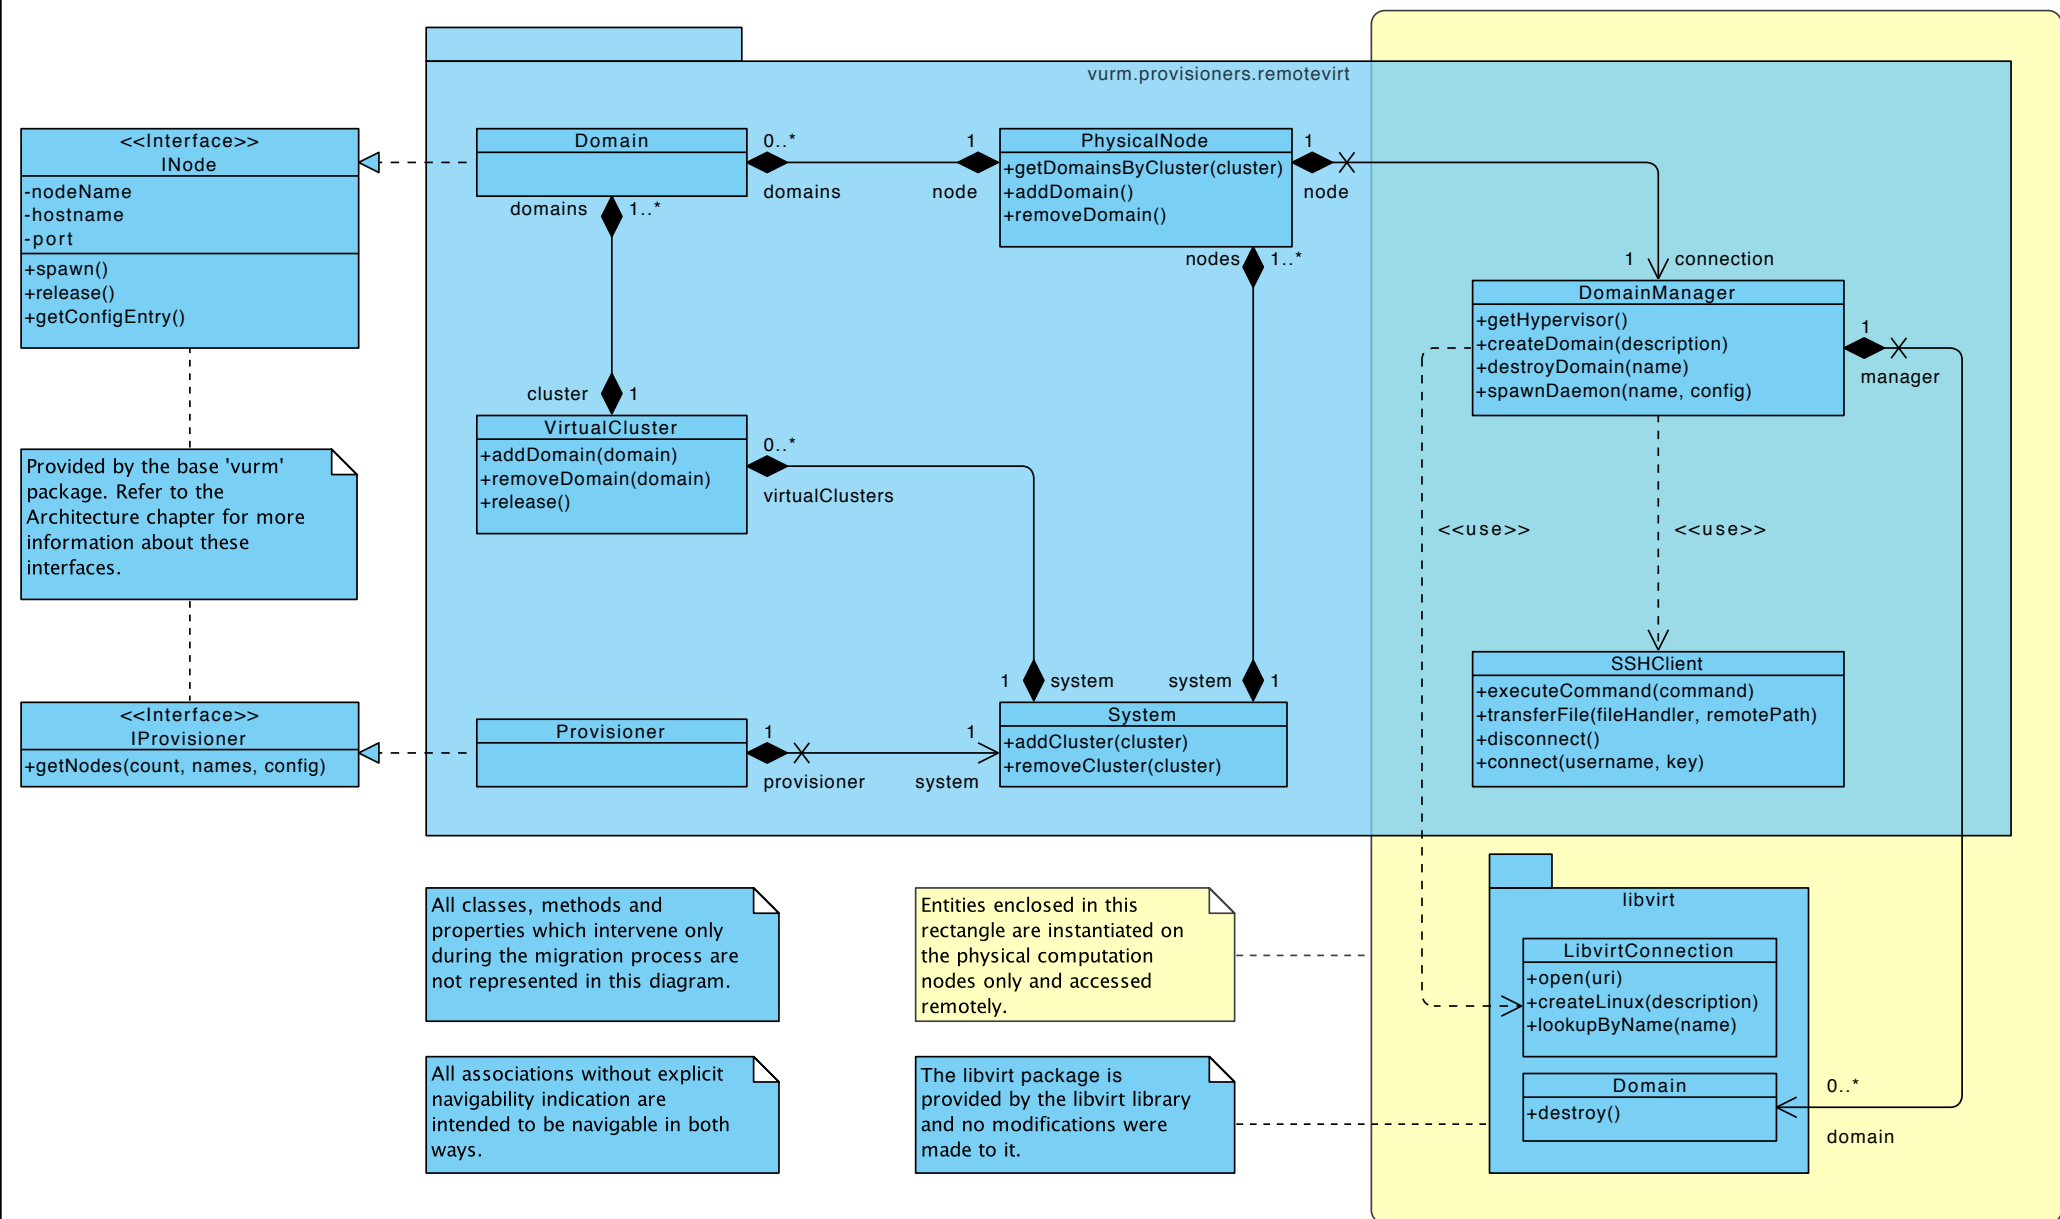 vurm.provisioners.remotevirt
<<Interface>>
INode
-nodeName
-hostname
-port
+spawn()
+release()
+getConfigEntry()
Domain
0..*
1
domains
node
PhysicalNode
+getDomainsByCluster(cluster)
+addDomain()
+removeDomain()
1
node
domains
1..*
nodes
1..*
1
connection
DomainManager
+getHypervisor()
+createDomain(description)
+destroyDomain(name)
+spawnDaemon(name, config)
1
manager
cluster
1
VirtualCluster
+addDomain(domain)
+removeDomain(domain)
+release()
0..*
virtualClusters
Provided by the base 'vurm'
package. Refer to the
Architecture chapter for more
information about these
interfaces.
<<use>>
<<use>>
1
system
system
1
SSHClient
+executeCommand(command)
+transferFile(fileHandler, remotePath)
+disconnect()
+connect(username, key)
<<Interface>>
IProvisioner
+getNodes(count, names, config)
Provisioner
1
1
provisioner
system
System
+addCluster(cluster)
+removeCluster(cluster)
All classes, methods and
properties which intervene only
during the migration process are
not represented in this diagram.
Entities enclosed in this
rectangle are instantiated on
the physical computation
nodes only and accessed
remotely.
libvirt
LibvirtConnection
+open(uri)
+createLinux(description)
+lookupByName(name)
All associations without explicit
navigability indication are
intended to be navigable in both
ways.
The libvirt package is
provided by the libvirt library
and no modifications were
made to it.
Domain
+destroy()
0..*
domain